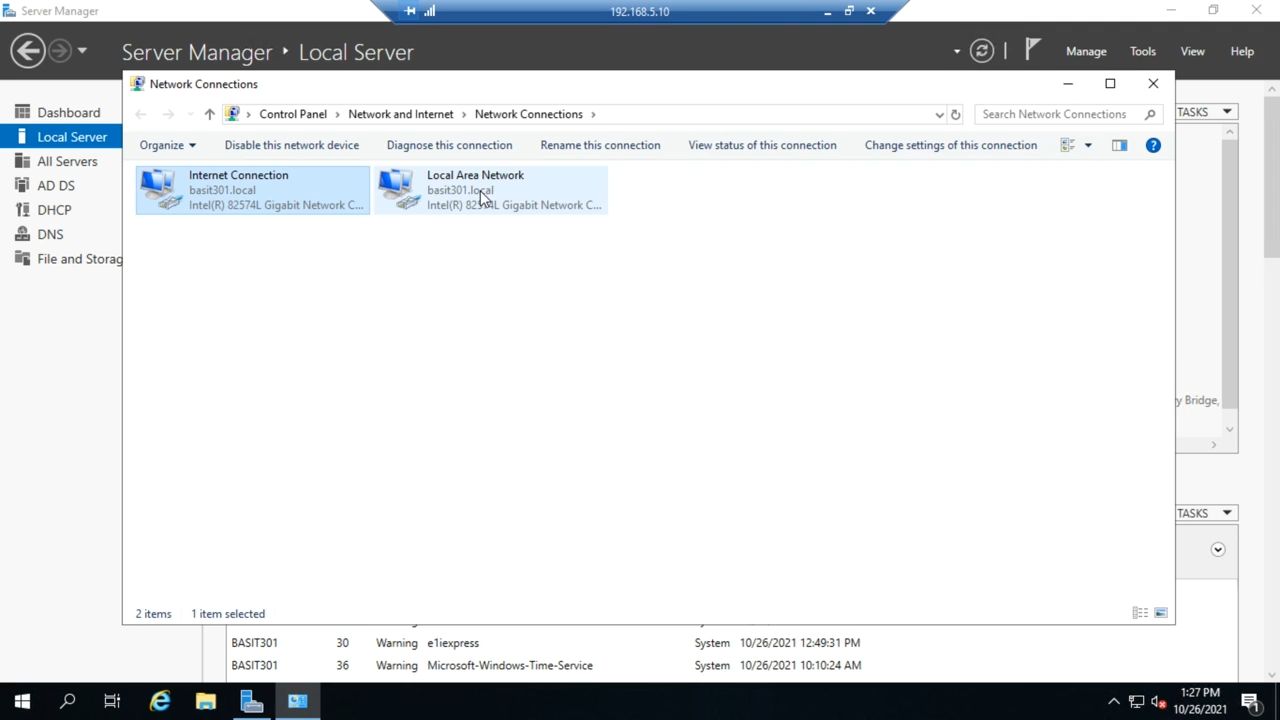 Server Manager
192.168.5.10
Server Manager ‣ Local Server
Manage Tools View Help
Network Connections
Control Panel › Network and Internet › Network Connections ›
Search Network Connections
Organize
Disable this network device
Diagnose this connection
Rename this connection
View status of this connection
Change settings of this connection
Dashboard
Local Server
All Servers
AD DS
DHCP
DNS
File and Storag
Internet Connection
basit301.local
Intel(R) 82574L Gigabit Network C...
Local Area Network
basit301.local
Intel(R) 82574L Gigabit Network C...
TASKS
y Bridge,
TASKS
2 items 1 item selected
BASIT301 30 Warning e1iexpress System 10/26/2021 12:49:31 PM
BASIT301 36 Warning Microsoft-Windows-Time-Service System 10/26/2021 10:10:24 AM
1:27 PM
10/26/2021
1